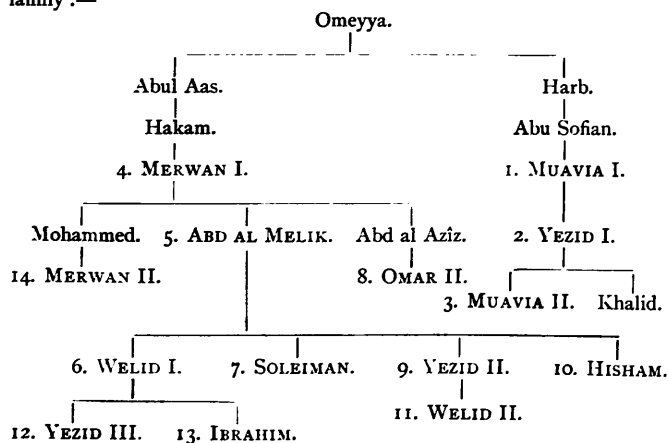 family :—
Omeyya.
Abul Aas. Harb.
Hakam. Abu Sofian.
4. MERWAN I. 1. MUAVIA I.
Mohammed. 5. ABD AL MELIK. Abd al Azîz. 2. YEZID I.
14. MERWAN II. 8. OMAR II.
3. MUAVIA II. Khalid.
6. WELID I. 7. SOLEIMAN. 9. YEZID II. 10. HISHAM.
11. WELID II.
12. YEZID III. 13. IBRAHIM.